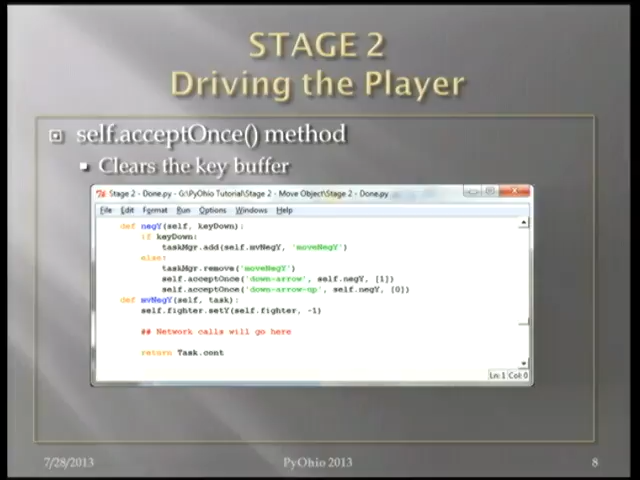 STAGE 2
Driving the Player
self.acceptOnce() method
Clears the key buffer
Stage 2 - Done.py - G:\PyOhio Tutorial\Stage 2 - Move Object\Stage 2 - Done.py
File Edit Format Run Options Windows Help
def negY(self, keyDown):
if keyDown:
taskMgr.add(self.mvNegY, 'moveNegY')
else:
taskMgr.remove('moveNegY')
self.acceptOnce('down-arrow', self.negY, [1])
self.acceptOnce('down-arrow-up', self.negY, [0])
def mvNegY(self, task):
self.fighter.setY(self.fighter, -1)
## Network calls will go here
return Task.cont
Ln: 1 Col: 0
7/28/2013 PyOhio 2013 8